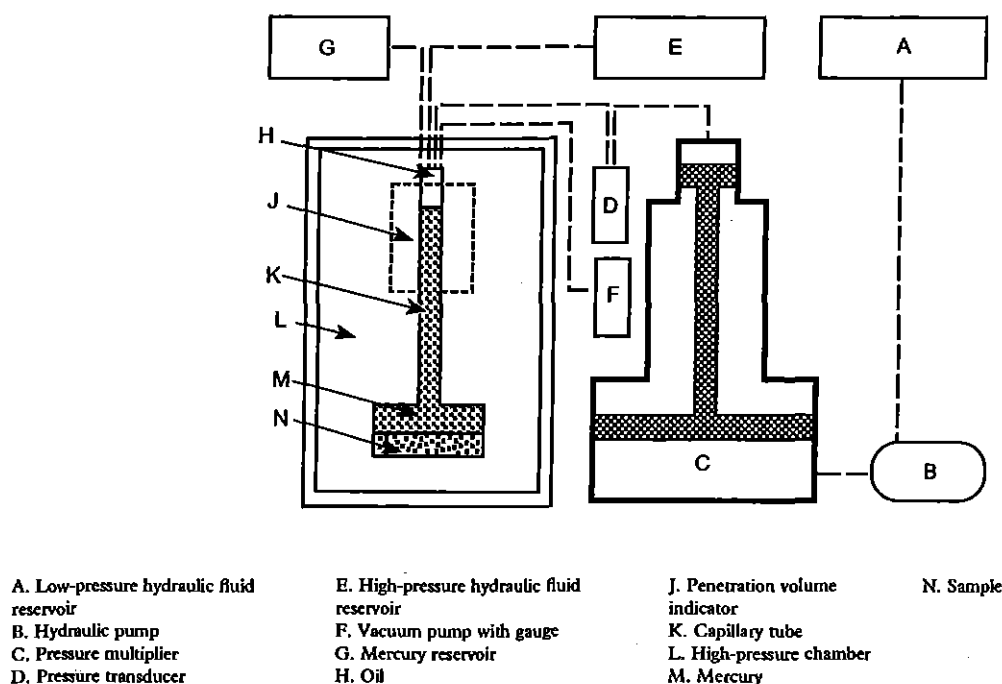 G
E
A
H
J
D
K
F
L
M
N
C
B
A. Low-pressure hydraulic fluid
reservoir
B. Hydraulic pump
C. Pressure multiplier
D. Pressure transducer
E. High-pressure hydraulic fluid
reservoir
F. Vacuum pump with gauge
G. Mercury reservoir
H. Oil
J. Penetration volume
indicator
K. Capillary tube
L. High-pressure chamber
M. Mercury
N. Sample